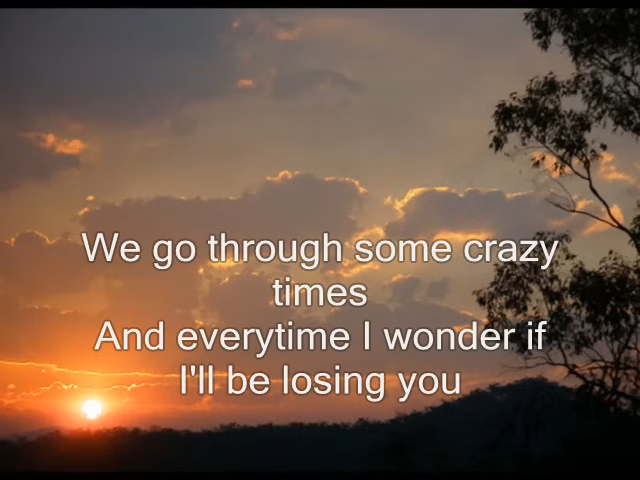 We go through some crazy
times
And everytime I wonder if
I'll be losing you